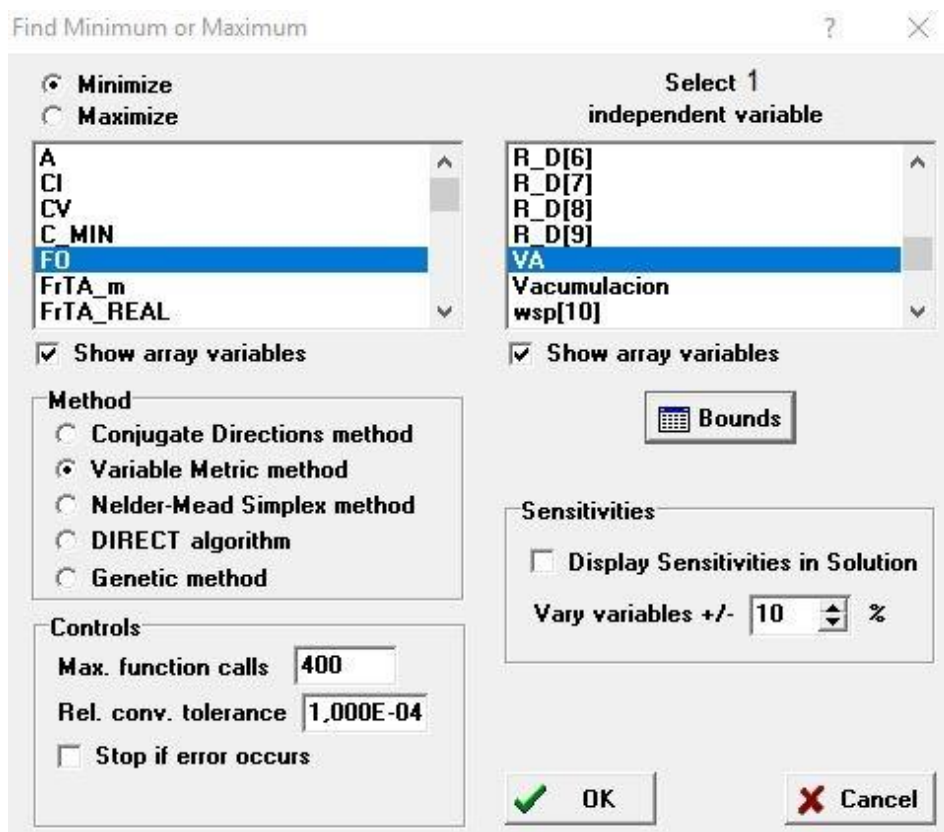 Find Minimum or Maximum
?
Minimize
Maximize
A
CI
CV
C_MIN
FO
FrTA_m
FrTA_REAL
Show array variables
Select 1
independent variable
R_D[6]
R_D[7]
R_D[8]
R_D[9]
VA
Vacumulacion
wsp[10]
Show array variables
Bounds
Method
Conjugate Directions method
Variable Metric method
Nelder-Mead Simplex method
DIRECT algorithm
Genetic method
Sensitivities
Display Sensitivities in Solution
Vary variables +/- 10 %
Controls
Max. function calls 400
Rel. conv. tolerance 1,000E-04
Stop if error occurs
OK
Cancel